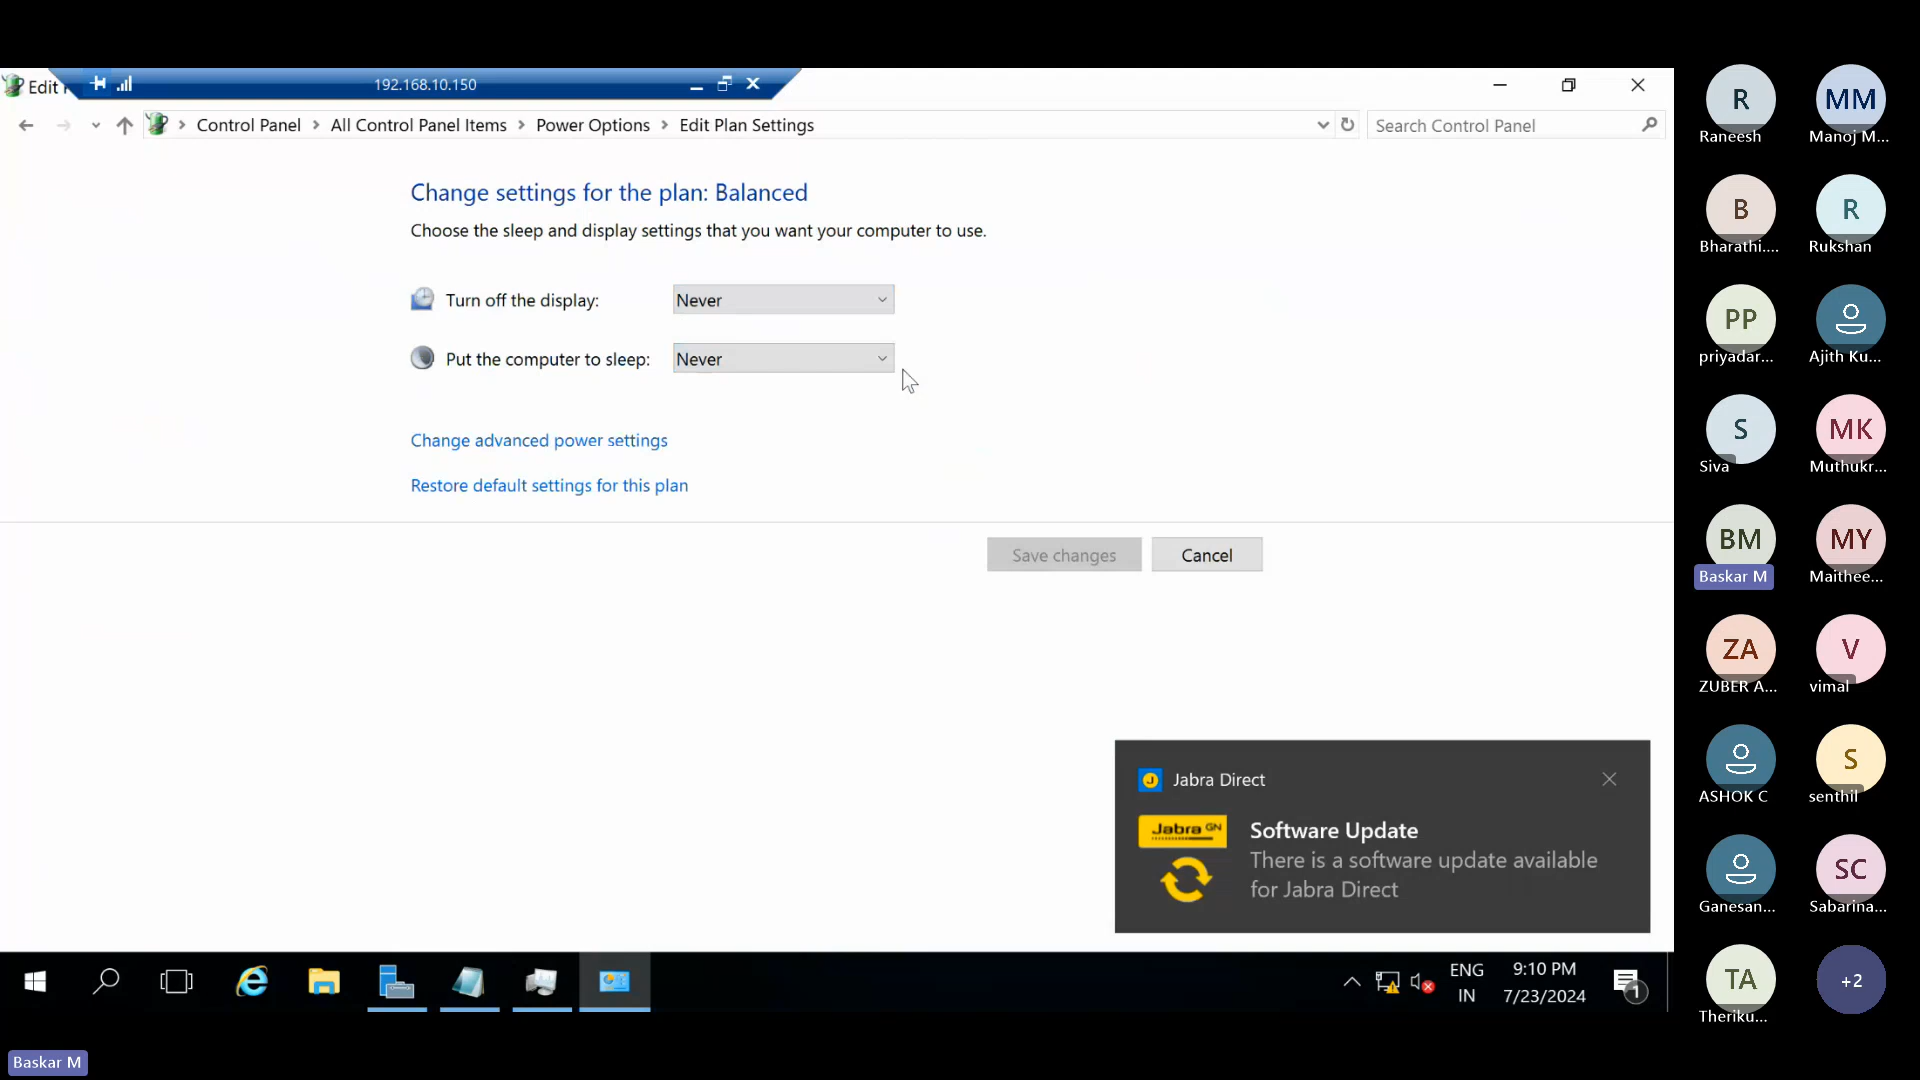 Edit
192.168.10.150
Control Panel
All Control Panel Items
Power Options
Edit Plan Settings
Search Control Panel
Change settings for the plan: Balanced
Choose the sleep and display settings that you want your computer to use.
Turn off the display:
Never
Put the computer to sleep:
Never
Change advanced power settings
Restore default settings for this plan
Save changes
Cancel
Jabra Direct
Jabra GN
Software Update
There is a software update available
for Jabra Direct
ENG
IN
9:10 PM
7/23/2024
1
R
Raneesh
MM
Manoj M...
B
Bharathi....
R
Rukshan
PP
priyadar...
Ajith Ku...
S
Siva
MK
Muthukr...
BM
Baskar M
MY
Maithee...
ZA
ZUBER A...
V
vimal
ASHOK C
S
senthil
Ganesan...
SC
Sabarina...
TA
Theriku...
+2
Baskar M